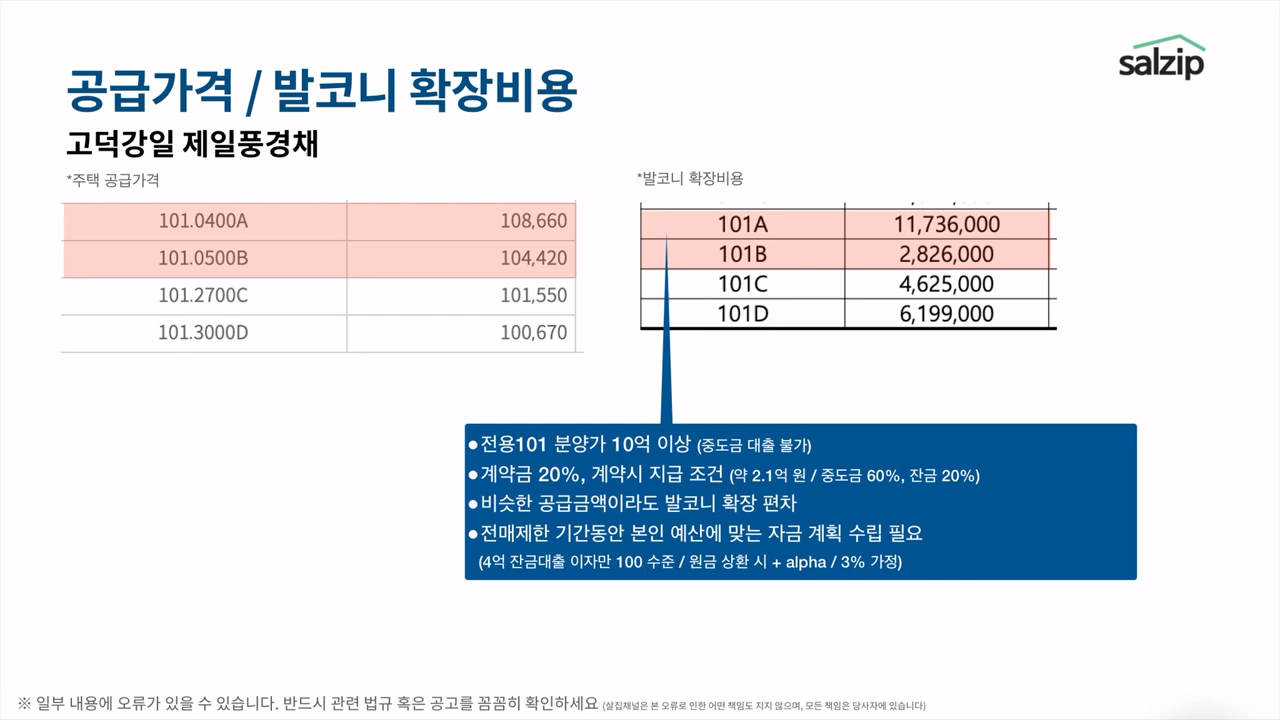 salzip
공급가격 / 발코니 확장비용
고덕강일 제일풍경채
*주택 공급가격
101.0400A 108,660
101.0500B 104,420
101.2700C 101,550
101.3000D 100,670
*발코니 확장비용
101A 11,736,000
101B 2,826,000
101C 4,625,000
101D 6,199,000
●전용101 분양가 10억 이상 (중도금 대출 불가)
●계약금 20%, 계약시 지급 조건 (약 2.1억 원 / 중도금 60%, 잔금 20%)
●비슷한 공급금액이라도 발코니 확장 편차
●전매제한 기간동안 본인 예산에 맞는 자금 계획 수립 필요
(4억 잔금대출 이자만 100 수준 / 원금 상환 시 + alpha / 3% 가정)
※ 일부 내용에 오류가 있을 수 있습니다. 반드시 관련 법규 혹은 공고를 꼼꼼히 확인하세요 (살집채널은 본 오류로 인한 어떤 책임도 지지 않으며, 모든 책임은 당사자에 있습니다)